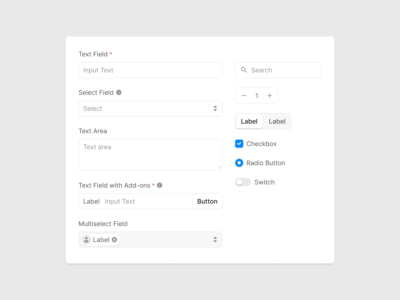 Text Field *
Input Text
Select Field
Select
Text Area
Text area
Text Field with Add-ons *
Label Input Text Button
Multiselect Field
Label
Search
− 1 +
Label Label
Checkbox
Radio Button
Switch